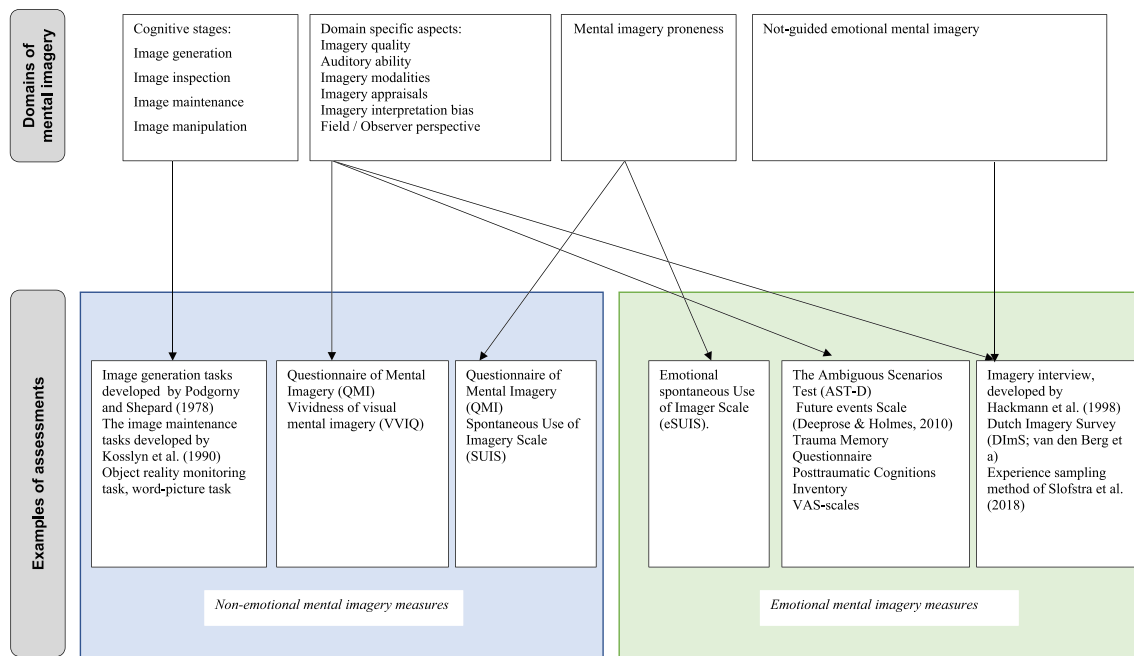 Domains of
mental imagery
Cognitive stages:
Image generation
Image inspection
Image maintenance
Image manipulation
Domain specific aspects:
Imagery quality
Auditory ability
Imagery modalities
Imagery appraisals
Imagery interpretation bias
Field / Observer perspective
Mental imagery proneness
Not-guided emotional mental imagery
Examples of assessments
Image generation tasks
developed by Podgorny
and Shepard (1978)
The image maintenance
tasks developed by
Kosslyn et al. (1990)
Object reality monitoring
task, word-picture task
Questionnaire of Mental
Imagery (QMI)
Vividness of visual
mental imagery (VVIQ)
Questionnaire of
Mental Imagery
(QMI)
Spontaneous Use of
Imagery Scale
(SUIS)
Emotional
spontaneous Use
of Imager Scale
(eSUIS).
The Ambiguous Scenarios
Test (AST-D)
Future events Scale
(Deeprose & Holmes, 2010)
Trauma Memory
Questionnaire
Posttraumatic Cognitions
Inventory
VAS-scales
Imagery interview,
developed by
Hackmann et al. (1998)
Dutch Imagery Survey
(DImS; van den Berg et
a)
Experience sampling
method of Slofstra et al.
(2018)
Non-emotional mental imagery measures
Emotional mental imagery measures